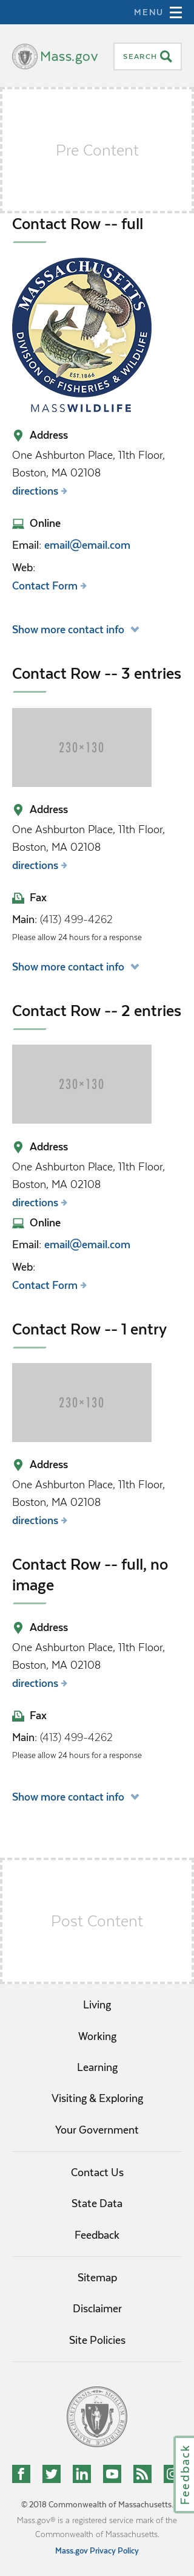 MENU
Mass.gov
SEARCH
Pre Content
Contact Row -- full
MASSACHUSETTS
EST.1866
DIVISION OF FISHERIES & WILDLIFE
MASSWILDLIFE
Address
One Ashburton Place, 11th Floor,
Boston, MA 02108
directions
Online
Email: email@email.com
Web:
Contact Form
Show more contact info
Contact Row -- 3 entries
230×130
Address
One Ashburton Place, 11th Floor,
Boston, MA 02108
directions
Fax
Main: (413) 499-4262
Please allow 24 hours for a response
Show more contact info
Contact Row -- 2 entries
230×130
Address
One Ashburton Place, 11th Floor,
Boston, MA 02108
directions
Online
Email: email@email.com
Web:
Contact Form
Contact Row -- 1 entry
230×130
Address
One Ashburton Place, 11th Floor,
Boston, MA 02108
directions
Contact Row -- full, no
image
Address
One Ashburton Place, 11th Floor,
Boston, MA 02108
directions
Fax
Main: (413) 499-4262
Please allow 24 hours for a response
Show more contact info
Post Content
Living
Working
Learning
Visiting & Exploring
Your Government
Contact Us
State Data
Feedback
Sitemap
Disclaimer
Site Policies
Feedback
© 2018 Commonwealth of Massachusetts.
Mass.gov® is a registered service mark of the
Commonwealth of Massachusetts.
Mass.gov Privacy Policy